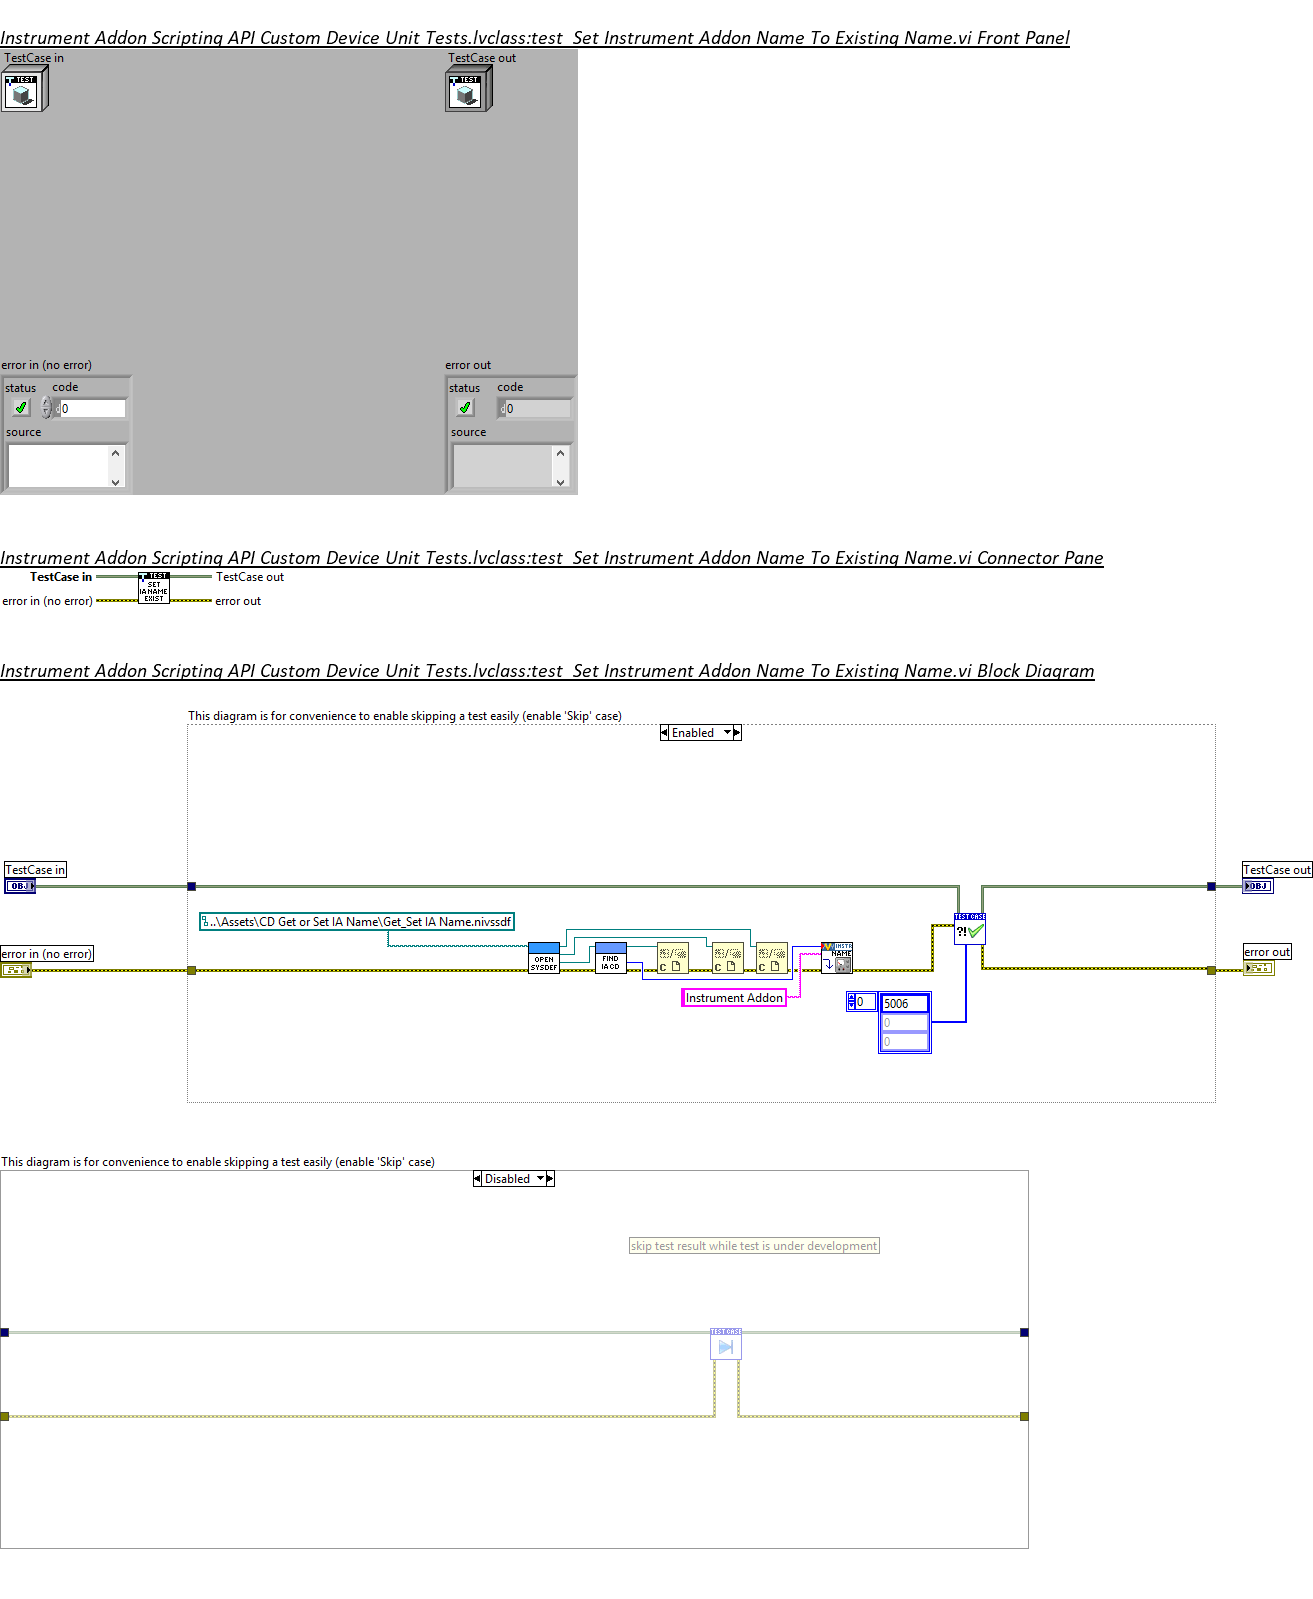 Instrument Addon Scripting API Custom Device Unit Tests.lvclass:test_Set Instrument Addon Name To Existing Name.vi Front Panel
TestCase in
TestCase out
TEST
TEST
error in (no error)
error out
status code
status code
0
0
source
source
Instrument Addon Scripting API Custom Device Unit Tests.lvclass:test_Set Instrument Addon Name To Existing Name.vi Connector Pane
TestCase in
TEST
SET
IA NAME
EXIST
TestCase out
error in (no error)
error out
Instrument Addon Scripting API Custom Device Unit Tests.lvclass:test_Set Instrument Addon Name To Existing Name.vi Block Diagram
This diagram is for convenience to enable skipping a test easily (enable 'Skip' case)
Enabled
TestCase in
OBJ
TestCase out
OBJ
..\Assets\CD Get or Set IA Name\Get_Set IA Name.nivssdf
TEST CASE
?!
error in (no error)
error out
OPEN
SYSDEF
FIND
IA CD
C
C
C
INSTR
NAME
Instrument Addon
0
5006
0
0
This diagram is for convenience to enable skipping a test easily (enable 'Skip' case)
Disabled
skip test result while test is under development
TEST CASE